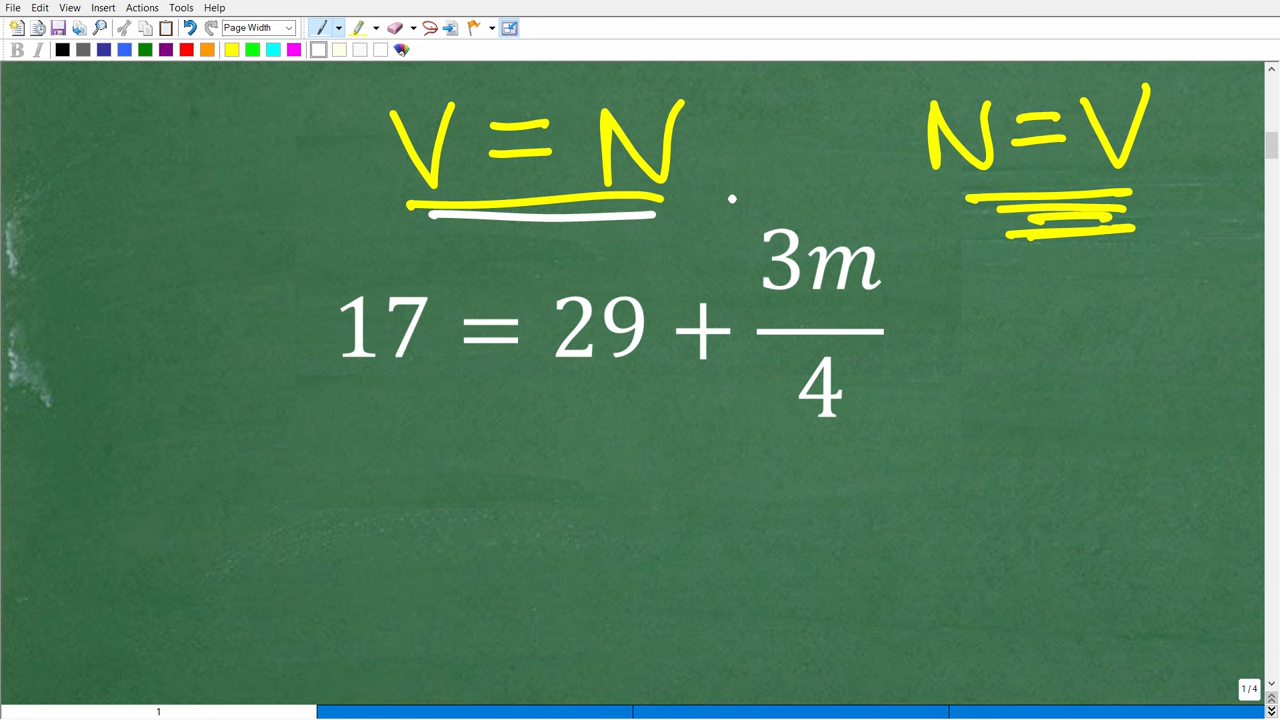 File Edit View Insert Actions Tools Help
Page Width
B I
V = N N = V
17 = 29 + 3m/4
1 / 4
1